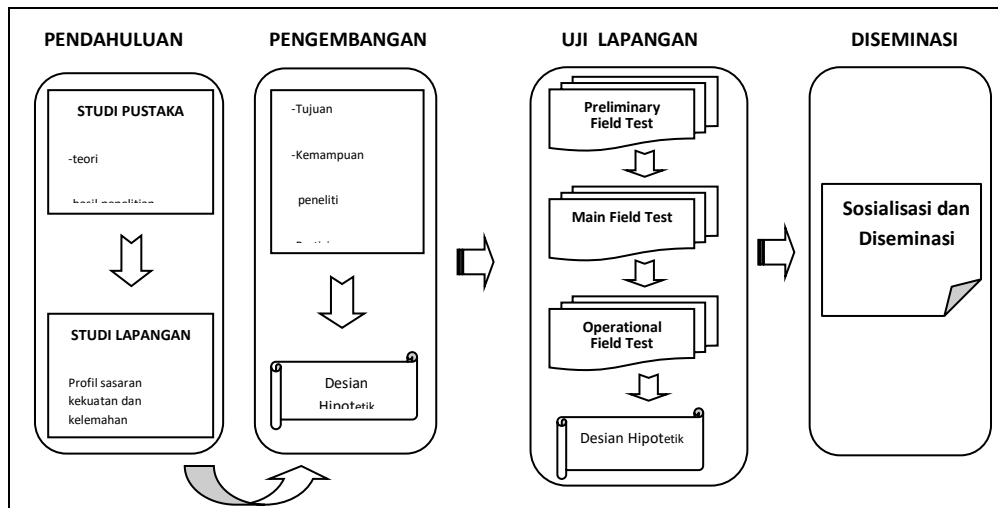 PENDAHULUAN
PENGEMBANGAN
UJI LAPANGAN
DISEMINASI
STUDI PUSTAKA
-teori
STUDI LAPANGAN
Profil sasaran
kekuatan dan
kelemahan
-Tujuan
-Kemampuan
peneliti
Desian
Hipotetik
Preliminary
Field Test
Main Field Test
Operational
Field Test
Desian Hipotetik
Sosialisasi dan
Diseminasi